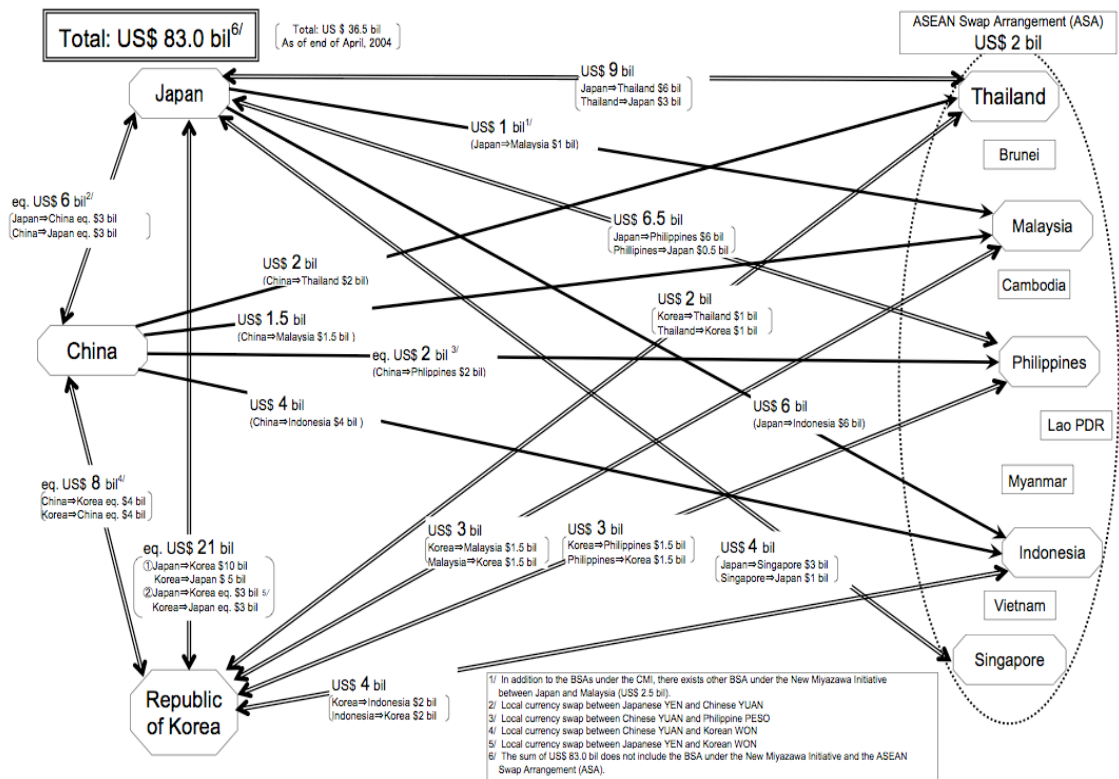 Total: US$ 83.0 bil6/
Total: US $ 36.5 bil
As of end of April, 2004
ASEAN Swap Arrangement (ASA)
US$ 2 bil
Japan
US$ 9 bil
Japan⇒Thailand $6 bil
Thailand⇒Japan $3 bil
Thailand
US$ 1 bil1/
(Japan⇒Malaysia $1 bil)
Brunei
eq. US$ 6 bil2/
Japan⇒China eq. $3 bil
China⇒Japan eq. $3 bil
US$ 6.5 bil
Japan⇒Philippines $6 bil
Phillipines⇒Japan $0.5 bil
Malaysia
US$ 2 bil
(China⇒Thailand $2 bil)
Cambodia
US$ 2 bil
Korea⇒Thailand $1 bil
Thailand⇒Korea $1 bil
US$ 1.5 bil
(China⇒Malaysia $1.5 bil )
China
eq. US$ 2 bil 3/
(China⇒Phlippines $2 bil)
Philippines
US$ 4 bil
(China⇒Indonesia $4 bil )
US$ 6 bil
(Japan⇒Indonesia $6 bil)
Lao PDR
Myanmar
eq. US$ 8 bil4/
China⇒Korea eq. $4 bil
Korea⇒China eq. $4 bil
eq. US$ 21 bil
①Japan⇒Korea $10 bil
Korea⇒Japan $ 5 bil
②Japan⇒Korea eq. $3 bil 5/
Korea⇒Japan eq. $3 bil
US$ 3 bil
Korea⇒Malaysia $1.5 bil
Malaysia⇒Korea $1.5 bil
US$ 3 bil
Korea⇒Philippines $1.5 bil
Philippines⇒Korea $1.5 bil
US$ 4 bil
Japan⇒Singapore $3 bil
Singapore⇒Japan $1 bil
Indonesia
Vietnam
Singapore
Republic
of Korea
US$ 4 bil
Korea⇒Indonesia $2 bil
Indonesia⇒Korea $2 bil
1/ In addition to the BSAs under the CMI, there exists other BSA under the New Miyazawa Initiative
between Japan and Malaysia (US$ 2.5 bil).
2/ Local currency swap between Japanese YEN and Chinese YUAN
3/ Local currency swap between Chinese YUAN and Philippine PESO
4/ Local currency swap between Chinese YUAN and Korean WON
5/ Local currency swap between Japanese YEN and Korean WON
6/ The sum of US$ 83.0 bil does not include the BSA under the New Miyazawa Initiative and the ASEAN
Swap Arrangement (ASA).